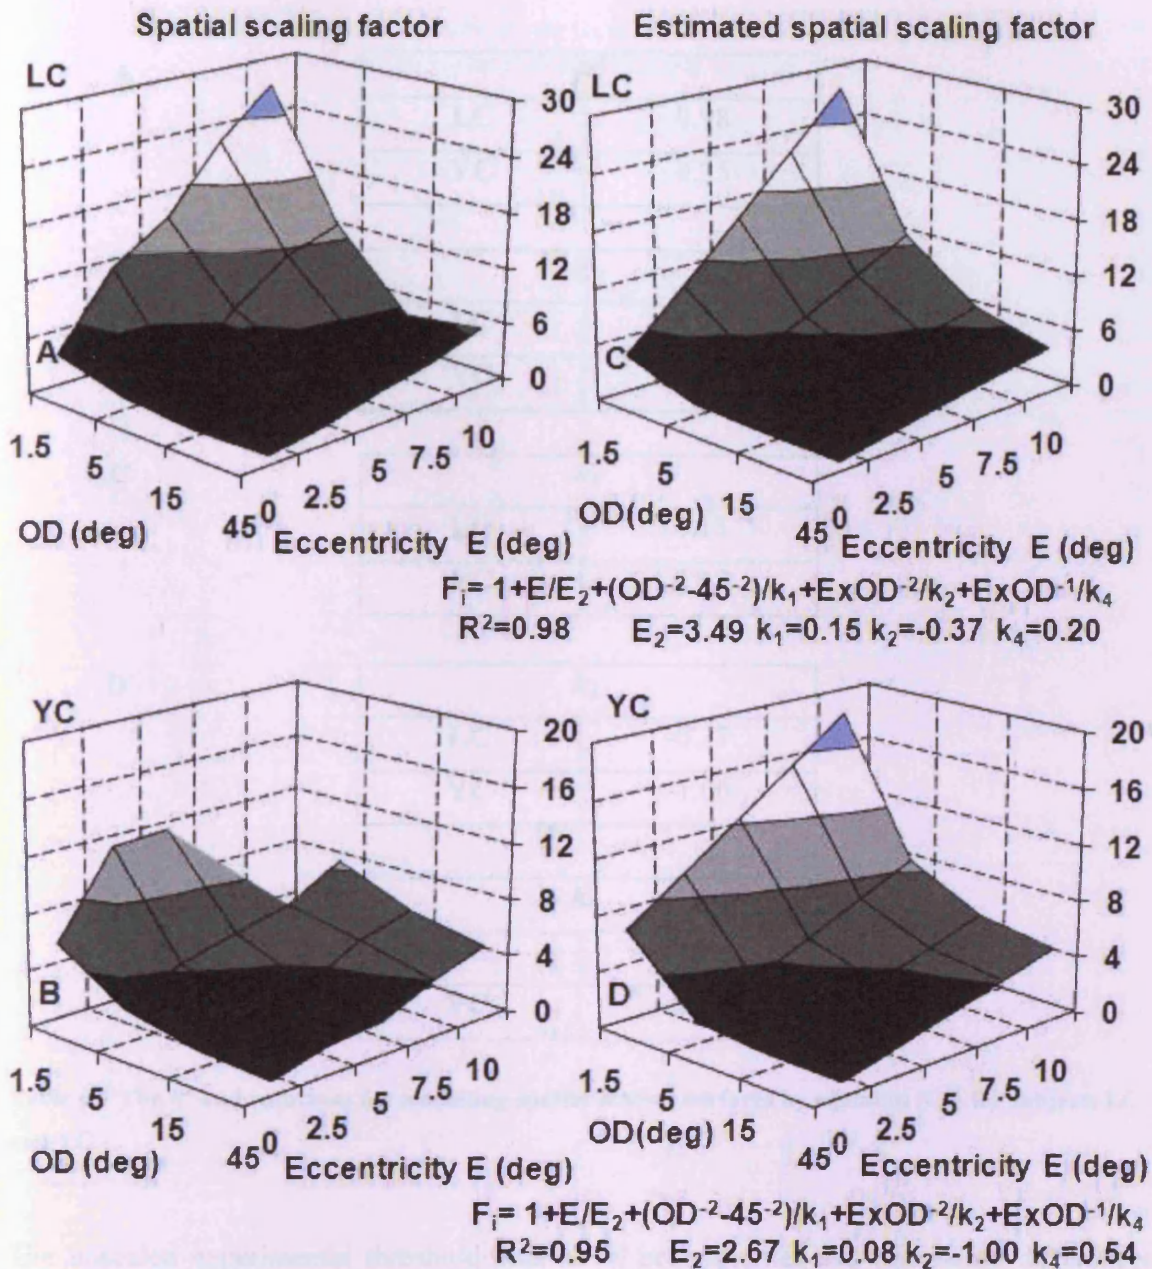 Spatial scaling factor
Estimated spatial scaling factor
LC
30
24
18
12
6
0
A
1.5
5
15
45
0
2.5
5
7.5
10
OD (deg)
Eccentricity E (deg)
LC
30
24
18
12
6
0
C
1.5
5
15
45
0
2.5
5
7.5
10
OD(deg)
Eccentricity E (deg)
Fi= 1+E/E2+(OD-2-45-2)/k1+ExOD-2/k2+ExOD-1/k4
R2=0.98 E2=3.49 k1=0.15 k2=-0.37 k4=0.20
YC
20
16
12
8
4
0
B
1.5
5
15
45
0
2.5
5
7.5
10
OD (deg)
Eccentricity E (deg)
YC
20
16
12
8
4
0
D
1.5
5
15
45
0
2.5
5
7.5
10
OD(deg)
Eccentricity E (deg)
Fi= 1+E/E2+(OD-2-45-2)/k1+ExOD-2/k2+ExOD-1/k4
R2=0.95 E2=2.67 k1=0.08 k2=-1.00 k4=0.54